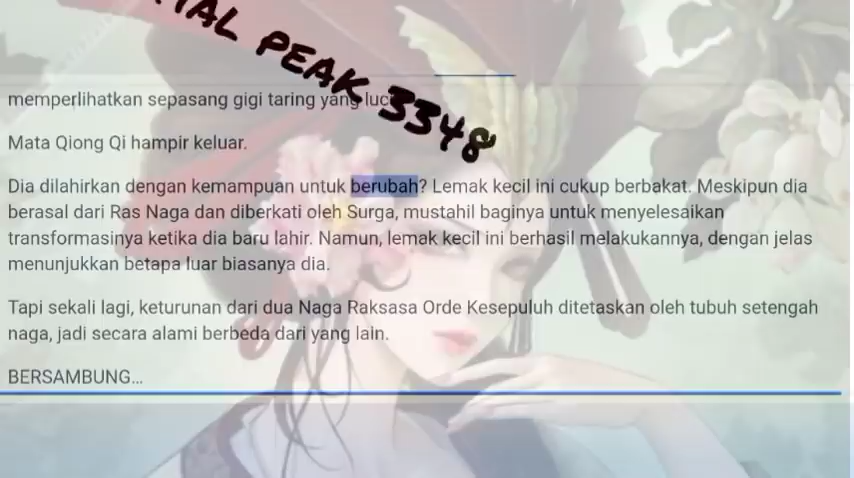 PEAK 3348
memperlihatkan sepasang gigi taring yang
Mata Qiong Qi hampir keluar.
Dia dilahirkan dengan kemampuan untuk berubah? Lemak kecil ini cukup berbakat. Meskipun dia
berasal dari Ras Naga dan diberkati oleh Surga, mustahil baginya untuk menyelesaikan
transformasinya ketika dia baru lahir. Namun, lemak kecil ini berhasil melakukannya, dengan jelas
menunjukkan betapa luar biasanya dia.
Tapi sekali lagi, keturunan dari dua Naga Raksasa Orde Kesepuluh ditetaskan oleh tubuh setengah
naga, jadi secara alami berbeda dari yang lain.
BERSAMBUNG...